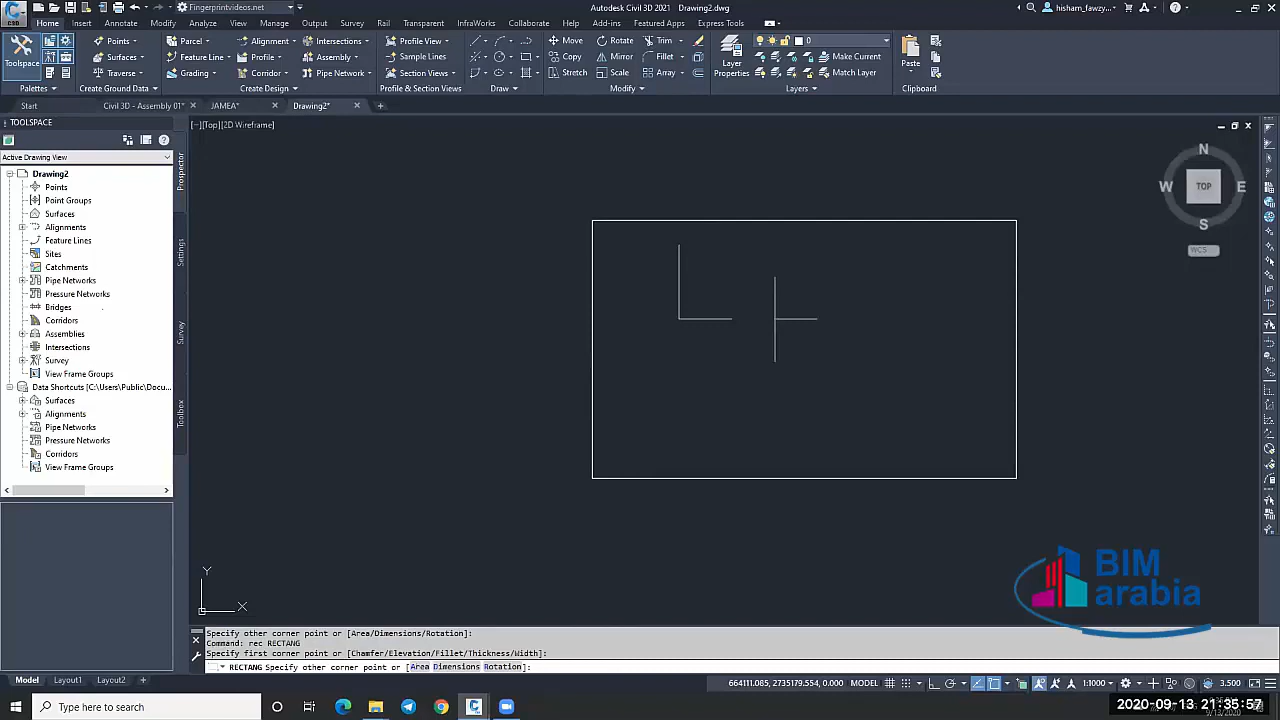 C3D
Fingerprintvideos.net
Autodesk Civil 3D 2021 Drawing2.dwg
hisham_fawzy...
Home Insert Annotate Modify Analyze View Manage Output Survey Rail Transparent InfraWorks Collaborate Help Add-ins Featured Apps Express Tools
Toolspace
Palettes
Points
Surfaces
Traverse
Create Ground Data
Parcel
Feature Line
Grading
Alignment
Profile
Corridor
Intersections
Assembly
Pipe Network
Create Design
Profile View
Sample Lines
Section Views
Profile & Section Views
Draw
Move
Copy
Stretch
Rotate
Mirror
Scale
Trim
Fillet
Array
Modify
Layer
Properties
0
Make Current
Match Layer
Layers
Paste
Clipboard
Start Civil 3D - Assembly 01* JAMEA* Drawing2*
TOOLSPACE
Active Drawing View
Drawing2
Points
Point Groups
Surfaces
Alignments
Feature Lines
Sites
Catchments
Pipe Networks
Pressure Networks
Bridges
Corridors
Assemblies
Intersections
Survey
View Frame Groups
Data Shortcuts [C:\Users\Public\Docu...
Surfaces
Alignments
Pipe Networks
Pressure Networks
Corridors
View Frame Groups
Prospector
Settings
Survey
Toolbox
[−][Top][2D Wireframe]
N
W TOP E
S
WCS
Y
X
BIM
arabia
Specify other corner point or [Area/Dimensions/Rotation]:
Command: rec RECTANG
Specify first corner point or [Chamfer/Elevation/Fillet/Thickness/Width]:
RECTANG Specify other corner point or [Area Dimensions Rotation]:
Model Layout1 Layout2 +
664111.085, 2735179.554, 0.000 MODEL 1:1000 3.500
Type here to search
2020-09-13 21:35:57